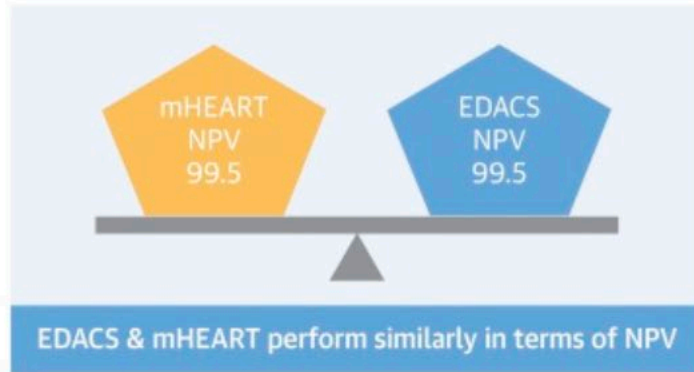 mHEART
NPV
99.5
EDACS
NPV
99.5
EDACS & mHEART perform similarly in terms of NPV